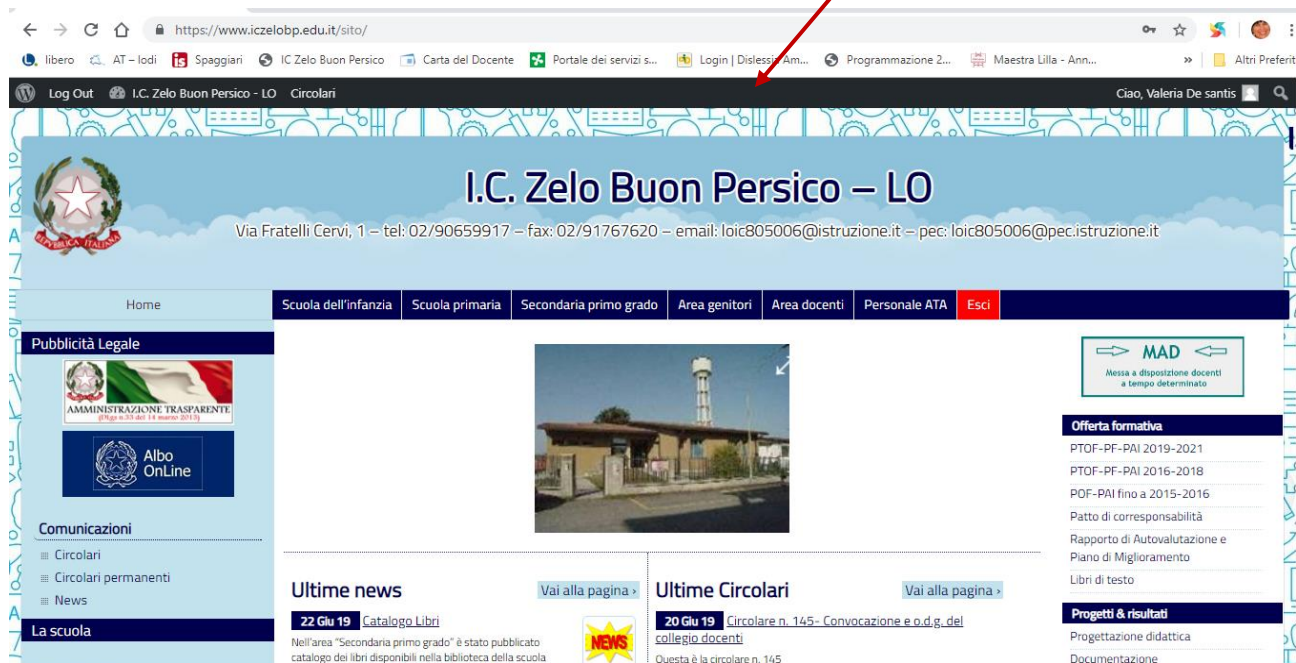 https://www.iczelobp.edu.it/sito/
libero AT – lodi Spaggiari IC Zelo Buon Persico Carta del Docente Portale dei servizi s... Login | Dislessia Am... Programmazione 2... Maestra Lilla - Ann... » Altri Preferit
Log Out I.C. Zelo Buon Persico - LO Circolari Ciao, Valeria De santis
I.C. Zelo Buon Persico – LO
Via Fratelli Cervi, 1 – tel: 02/90659917 – fax: 02/91767620 – email: loic805006@istruzione.it – pec: loic805006@pec.istruzione.it
REPVBBLICA ITALIANA
Home Scuola dell'infanzia Scuola primaria Secondaria primo grado Area genitori Area docenti Personale ATA Esci
Pubblicità Legale
AMMINISTRAZIONE TRASPARENTE
(D.lgs n.33 del 14 marzo 2013)
Albo
OnLine
Comunicazioni
Circolari
Circolari permanenti
News
La scuola
Ultime news Vai alla pagina ›
22 Giu 19 Catalogo Libri
Nell'area "Secondaria primo grado" è stato pubblicato
catalogo dei libri disponibili nella biblioteca della scuola
NEWS
Ultime Circolari Vai alla pagina ›
20 Giu 19 Circolare n. 145- Convocazione e o.d.g. del
collegio docenti
Questa è la circolare n. 145
MAD
Messa a disposizione docenti
a tempo determinato
Offerta formativa
PTOF-PF-PAI 2019-2021
PTOF-PF-PAI 2016-2018
POF-PAI fino a 2015-2016
Patto di corresponsabilità
Rapporto di Autovalutazione e
Piano di Miglioramento
Libri di testo
Progetti & risultati
Progettazione didattica
Documentazione